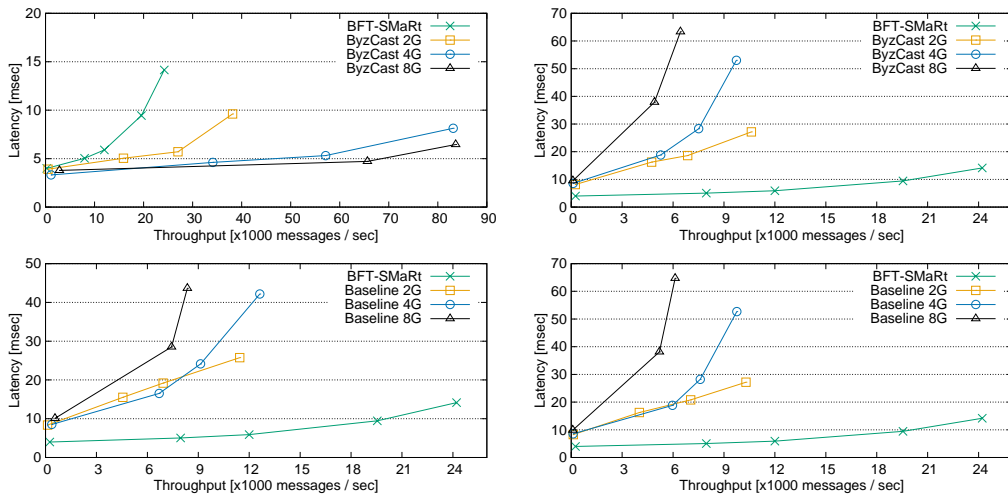 20
15
10
5
0
Latency [msec]
0 10 20 30 40 50 60 70 80 90
Throughput [x1000 messages / sec]
BFT-SMaRt
ByzCast 2G
ByzCast 4G
ByzCast 8G
70
60
50
40
30
20
10
0
Latency [msec]
0 3 6 9 12 15 18 21 24
Throughput [x1000 messages / sec]
BFT-SMaRt
ByzCast 2G
ByzCast 4G
ByzCast 8G
50
40
30
20
10
0
Latency [msec]
0 3 6 9 12 15 18 21 24
Throughput [x1000 messages / sec]
BFT-SMaRt
Baseline 2G
Baseline 4G
Baseline 8G
70
60
50
40
30
20
10
0
Latency [msec]
0 3 6 9 12 15 18 21 24
Throughput [x1000 messages / sec]
BFT-SMaRt
Baseline 2G
Baseline 4G
Baseline 8G